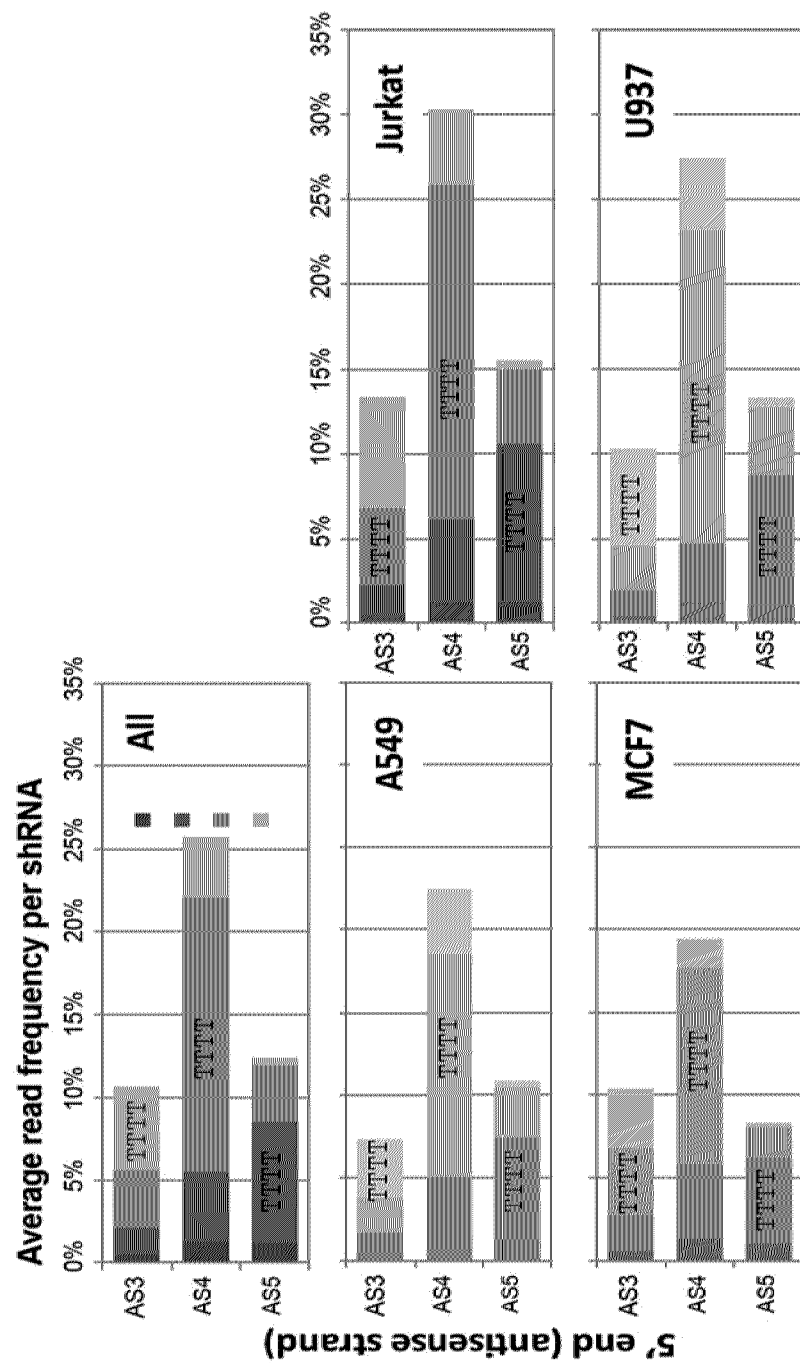 Average read frequency per shRNA
0% 5% 10% 15% 20% 25% 30% 35%
All
AS3
TTTT
AS4
TTTT
AS5
TTTT
0% 5% 10% 15% 20% 25% 30% 35%
Jurkat
AS3
TTTT
AS4
TTTT
AS5
TTTT
A549
AS3
TTTT
AS4
TTTT
AS5
TTTT
MCF7
AS3
TTTT
AS4
TTTT
AS5
TTTT
U937
AS3
TTTT
AS4
TTTT
AS5
TTTT
5' end (antisense strand)